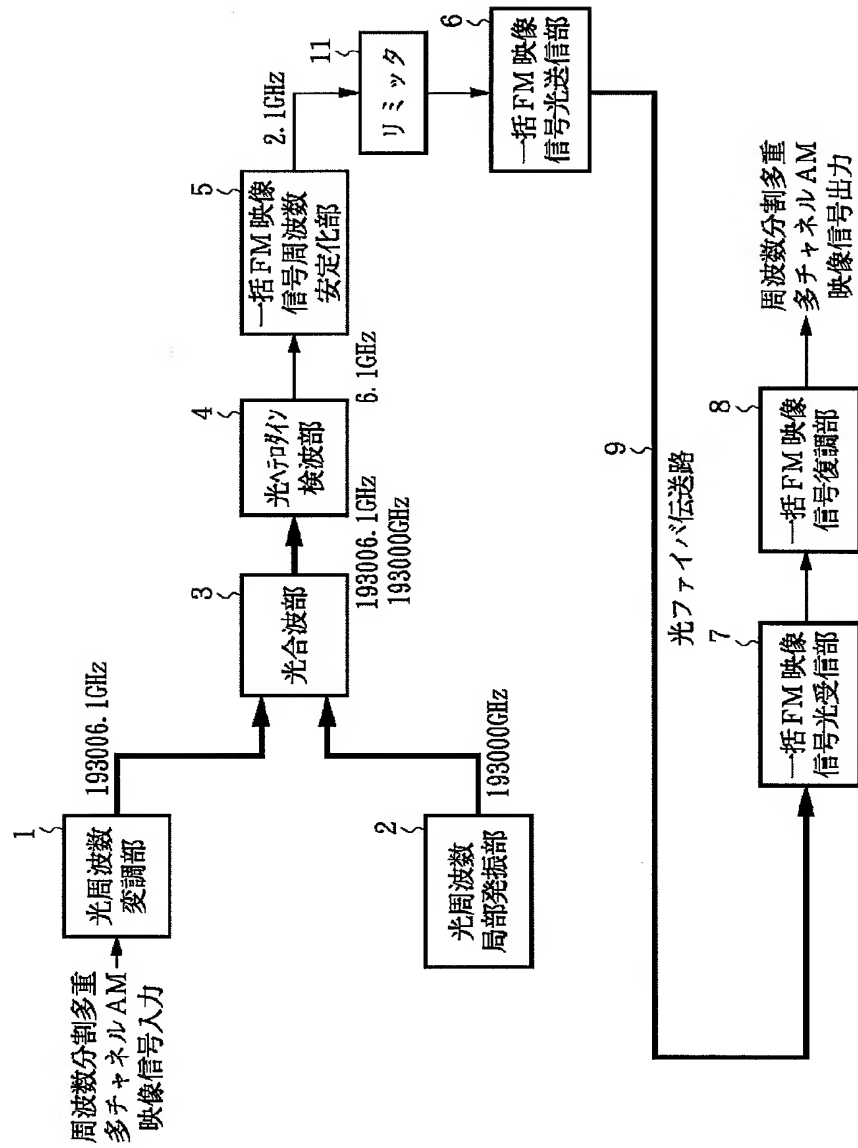 周波数分割多重
多チャネルAM
映像信号入力
1
光周波数
変調部
193006.1GHz
2
光周波数
局部発振部
193000GHz
3
光合波部
193006.1GHz
193000GHz
4
光ヘテロダイン
検波部
6.1GHz
5
一括FM映像
信号周波数
安定化部
2.1GHz
11
リミッタ
6
一括FM映像
信号光送信部
9
光ファイバ伝送路
7
一括FM映像
信号光受信部
8
一括FM映像
信号復調部
周波数分割多重
多チャネルAM
映像信号出力